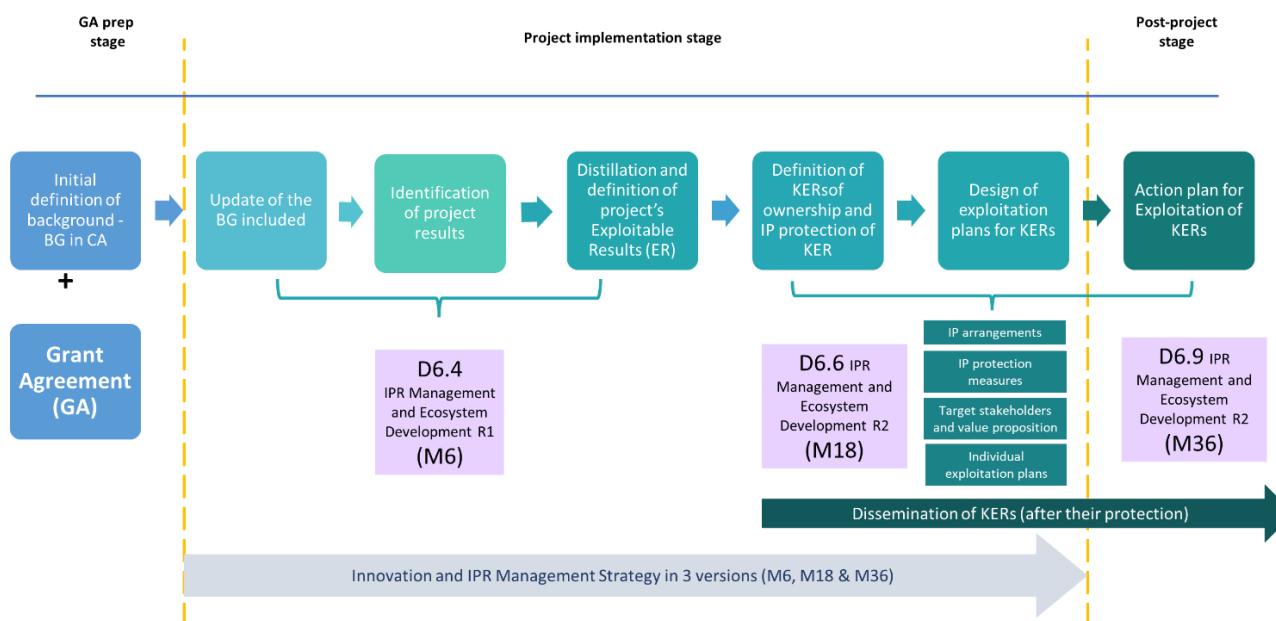 GA prep
stage
Project implementation stage
Post-project
stage
Initial
definition of
background -
BG in CA
Update of the
BG included
Identification
of project
results
Distillation and
definition of
project's
Exploitable
Results (ER)
Definition of
KERsof
ownership and
IP protection of
KER
Design of
exploitation
plans for KERs
Action plan for
Exploitation of
KERs
+
Grant
Agreement
(GA)
D6.4
IPR Management
and Ecosystem
Development R1
(M6)
D6.6 IPR
Management and
Ecosystem
Development R2
(M18)
IP arrangements
IP protection
measures
Target stakeholders
and value proposition
Individual
exploitation plans
D6.9 IPR
Management and
Ecosystem
Development R2
(M36)
Dissemination of KERs (after their protection)
Innovation and IPR Management Strategy in 3 versions (M6, M18 & M36)